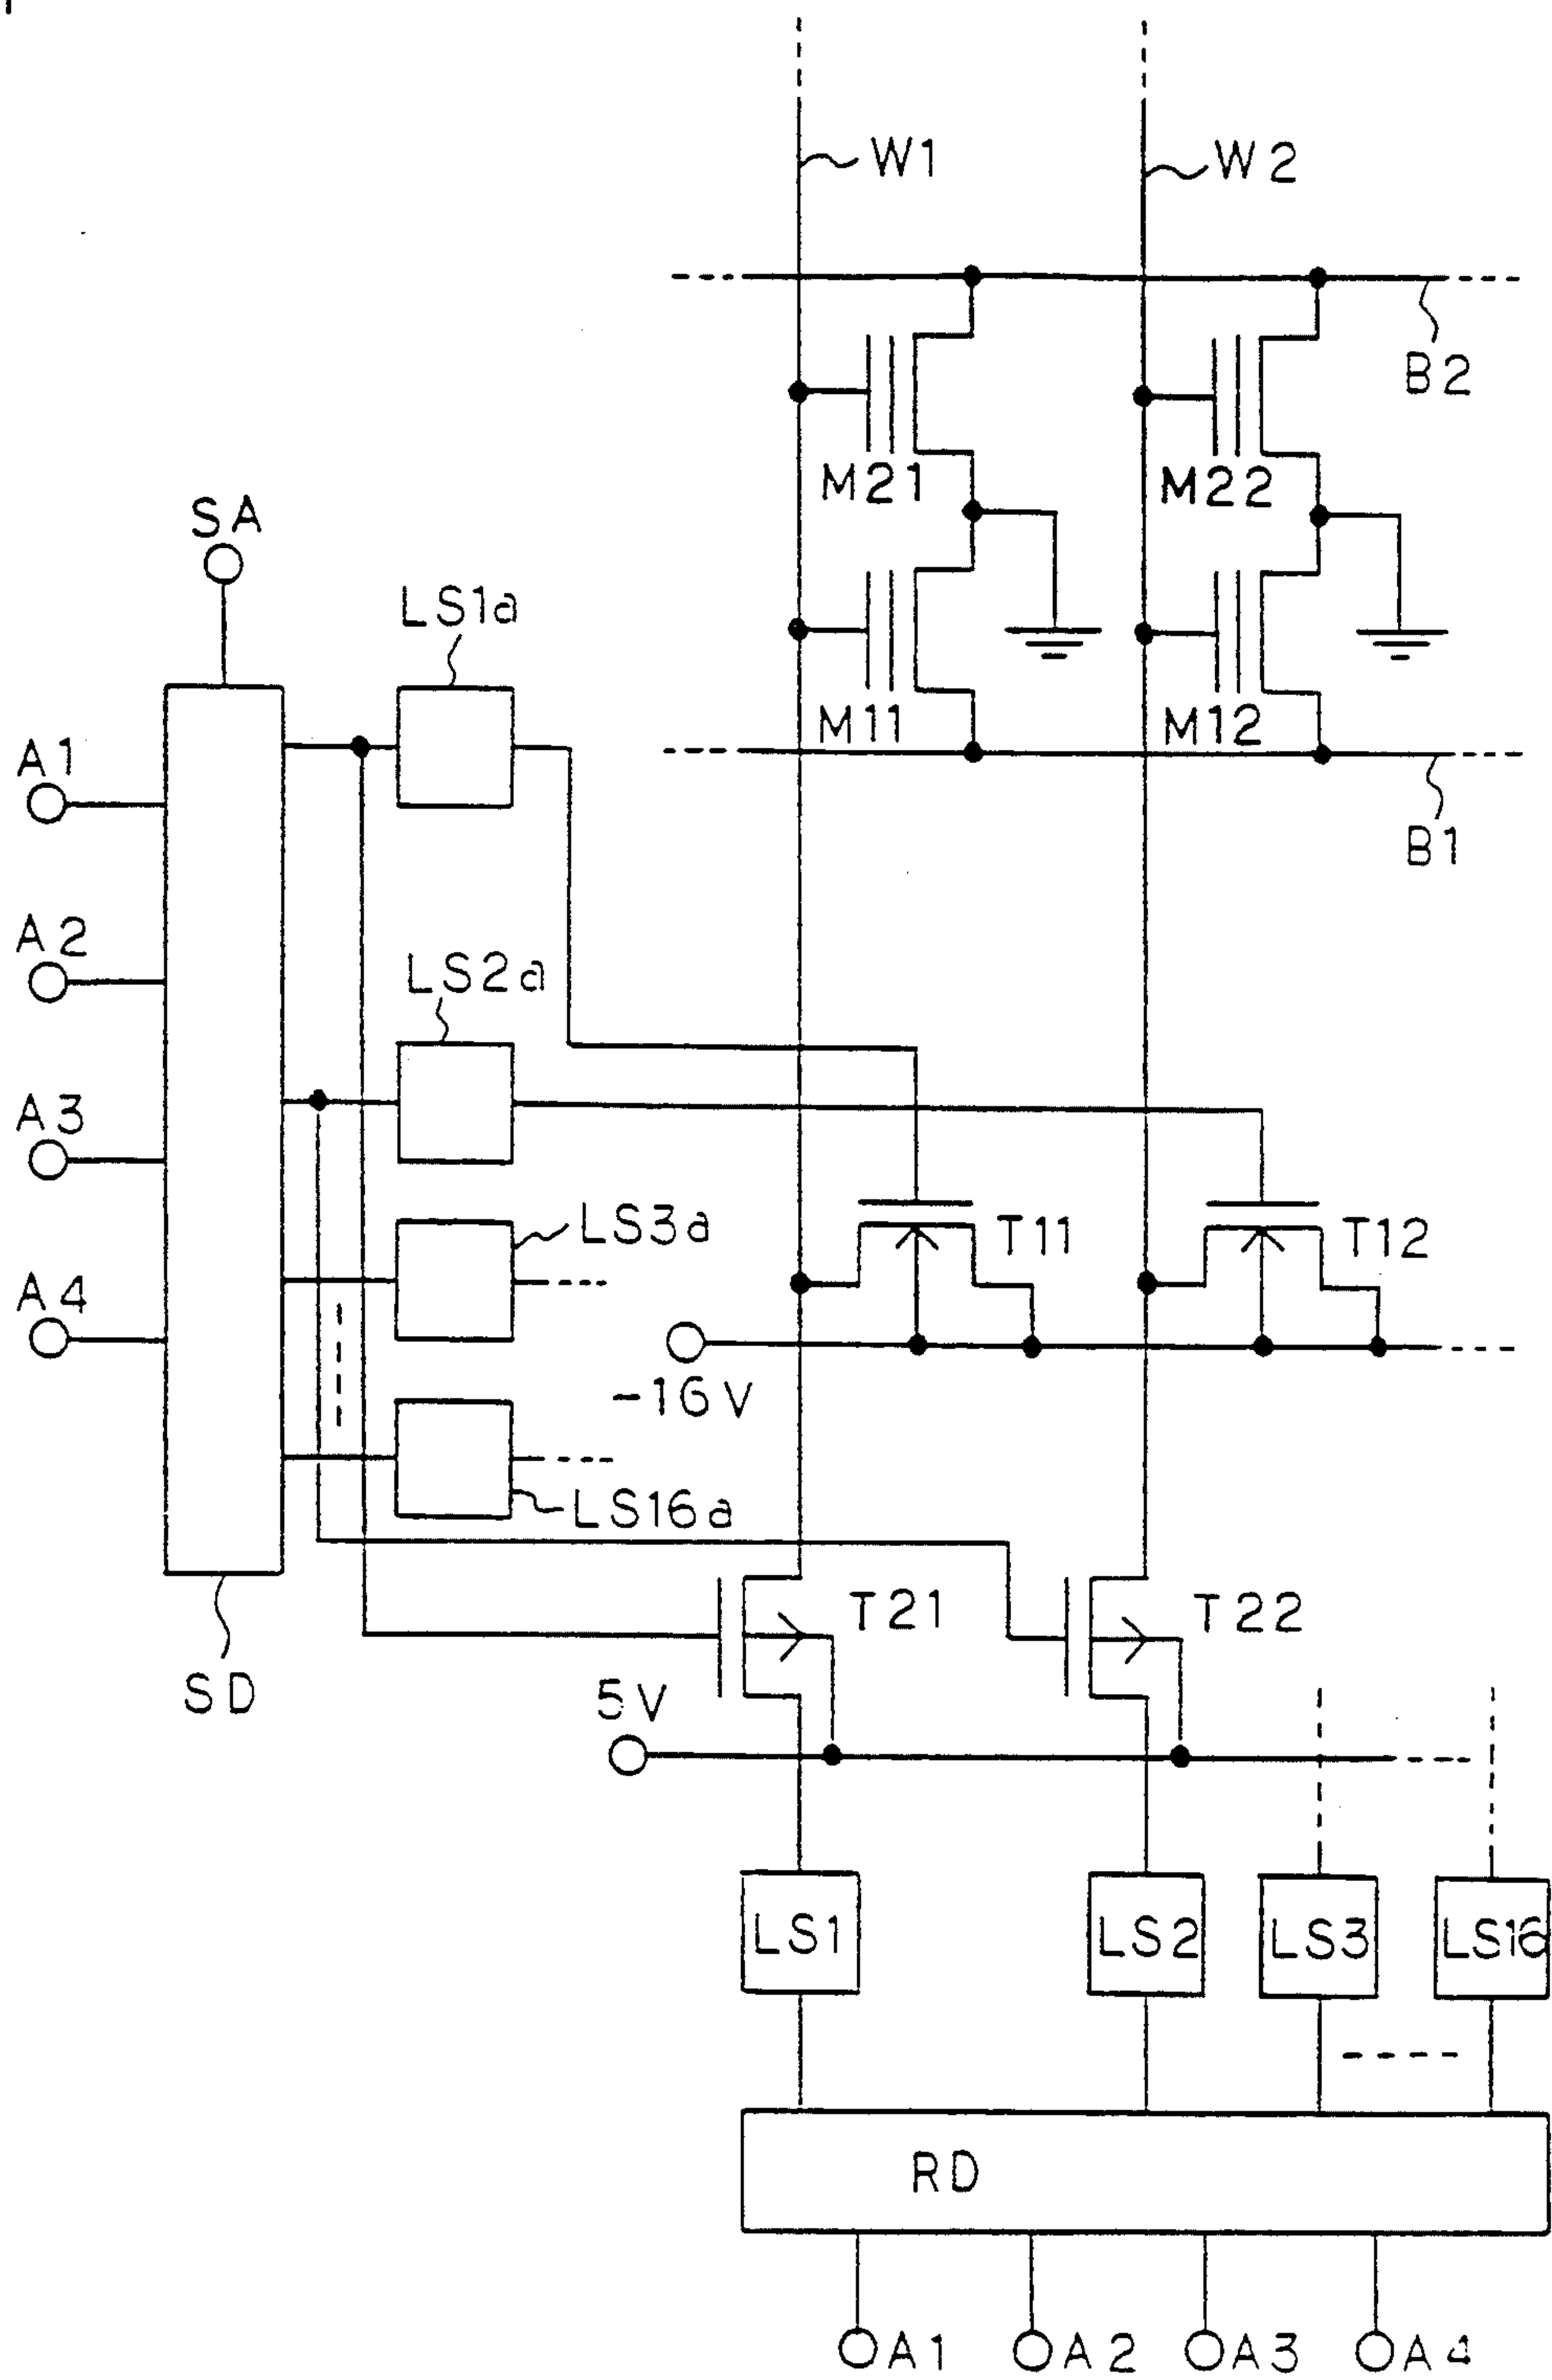 W1
W2
B2
M21
M22
SA
LS1a
M11
M12
A1
B1
A2
LS2a
A3
LS3a
T11
T12
A4
-16V
LS16a
T21
T22
SD
5V
LS1
LS2
LS3
LS16
RD
A1
A2
A3
A4